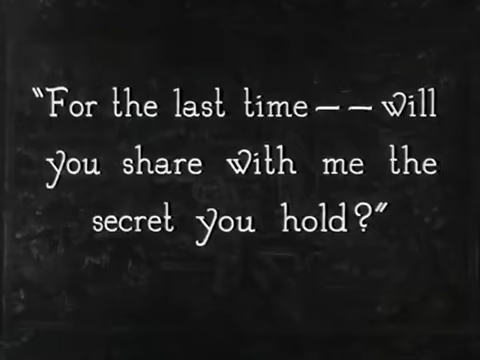 "For the last time — — will
you share with me the
secret you hold?"